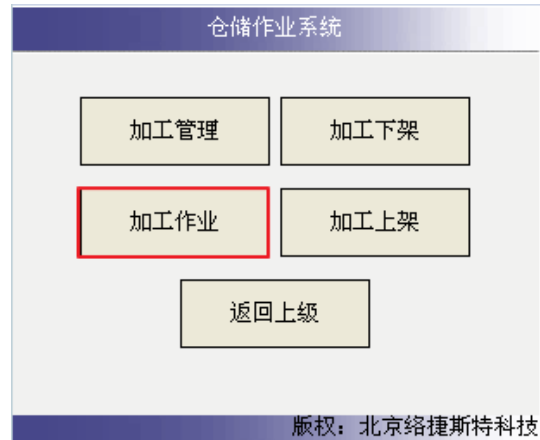 仓储作业系统
加工管理 加工下架
加工作业 加工上架
返回上级
版权：北京络捷斯特科技